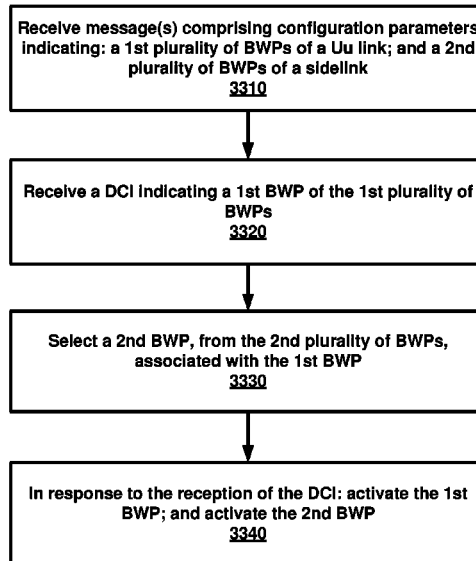 Receive message(s) comprising configuration parameters
indicating: a 1st plurality of BWPs of a Uu link; and a 2nd
plurality of BWPs of a sidelink
3310
Receive a DCI indicating a 1st BWP of the 1st plurality of
BWPs
3320
Select a 2nd BWP, from the 2nd plurality of BWPs,
associated with the 1st BWP
3330
In response to the reception of the DCI: activate the 1st
BWP; and activate the 2nd BWP
3340